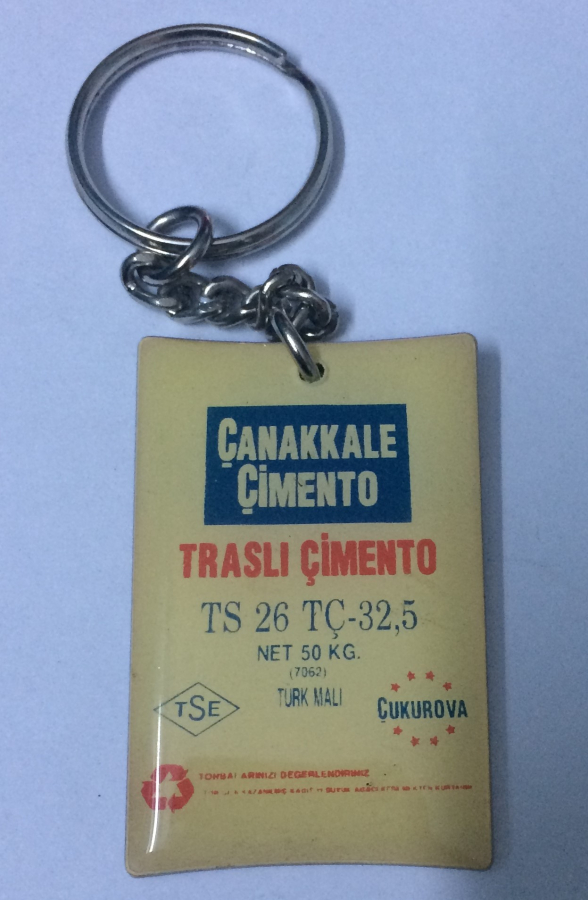 ÇANAKKALE
ÇİMENTO
TRASLI ÇİMENTO
TS 26 TÇ-32,5
NET 50 KG.
(7062)
TÜRK MALI
TSE
ÇUKUROVA
TORBALARINIZI DEĞERLENDİRİNİZ